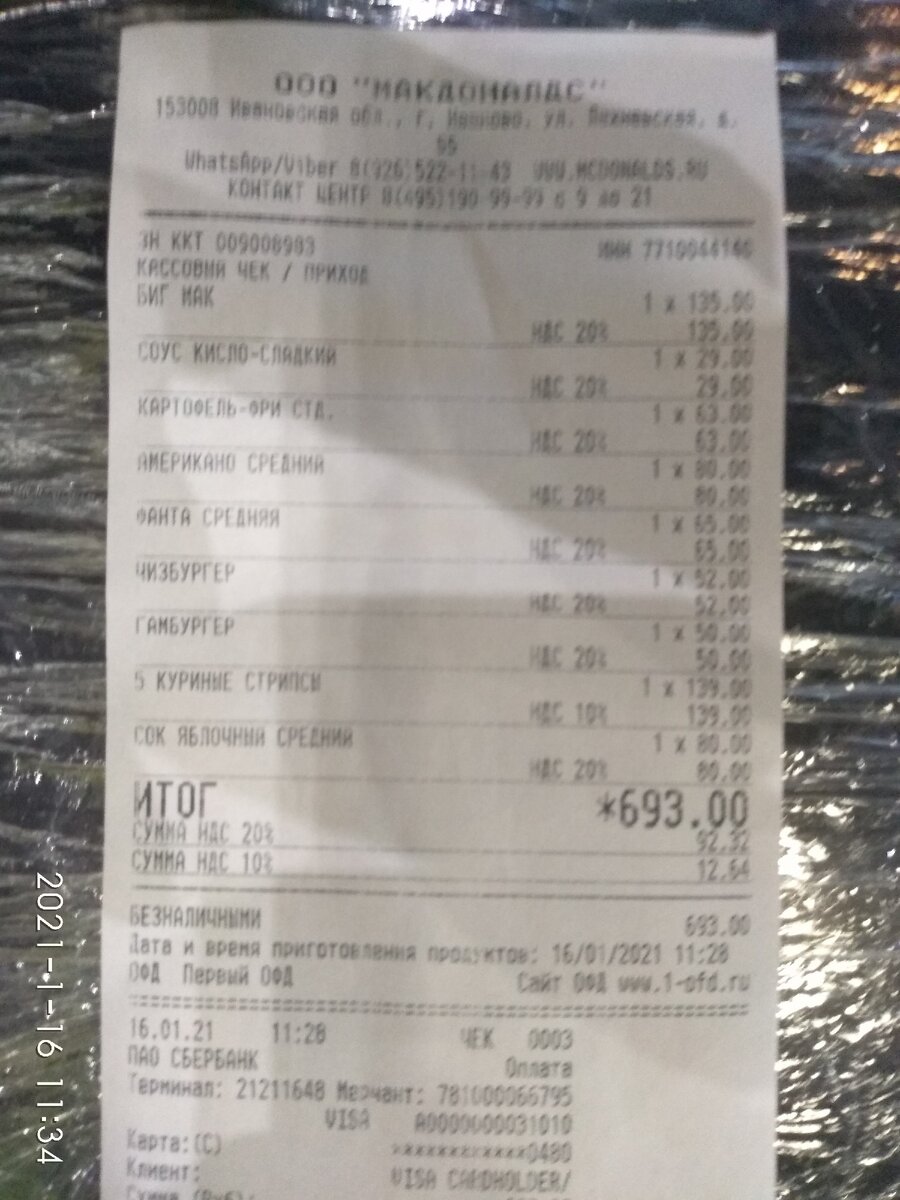 ООО "МАКДОНАЛДС"
153008 Ивановская обл., г. Иваново, ул. Лежневская, д.
55
WhatsApp/Viber 8(926)522-11-43 WWW.MCDONALDS.RU
КОНТАКТ ЦЕНТР 8(495)190-99-99 с 9 до 21
ЗН ККТ 009008983 ИНН 7710044140
КАССОВЫЙ ЧЕК / ПРИХОД
БИГ МАК 1 x 135.00
НДС 20% 135.00
СОУС КИСЛО-СЛАДКИЙ 1 x 29.00
НДС 20% 29.00
КАРТОФЕЛЬ-ФРИ СТД. 1 x 63.00
НДС 20% 63.00
АМЕРИКАНО СРЕДНИЙ 1 x 80.00
НДС 20% 80.00
ФАНТА СРЕДНЯЯ 1 x 65.00
НДС 20% 65.00
ЧИЗБУРГЕР 1 x 52.00
НДС 20% 52.00
ГАМБУРГЕР 1 x 50.00
НДС 20% 50.00
5 КУРИНЫЕ СТРИПСЫ 1 x 139.00
НДС 10% 139.00
СОК ЯБЛОЧНЫЙ СРЕДНИЙ 1 x 80.00
НДС 20% 80.00
ИТОГ *693.00
СУММА НДС 20% 92.32
СУММА НДС 10% 12.64
БЕЗНАЛИЧНЫМИ 693.00
Дата и время приготовления продуктов: 16/01/2021 11:28
ОФД Первый ОФД Сайт ОФД www.1-ofd.ru
16.01.21 11:28 ЧЕК 0003
ПАО СБЕРБАНК Оплата
Терминал: 21211648 Мерчант: 781000066795
VISA A0000000031010
Карта:(C) 0480
Клиент: VISA CARDHOLDER/
Сумма (Руб):
2021-1-16 11:34